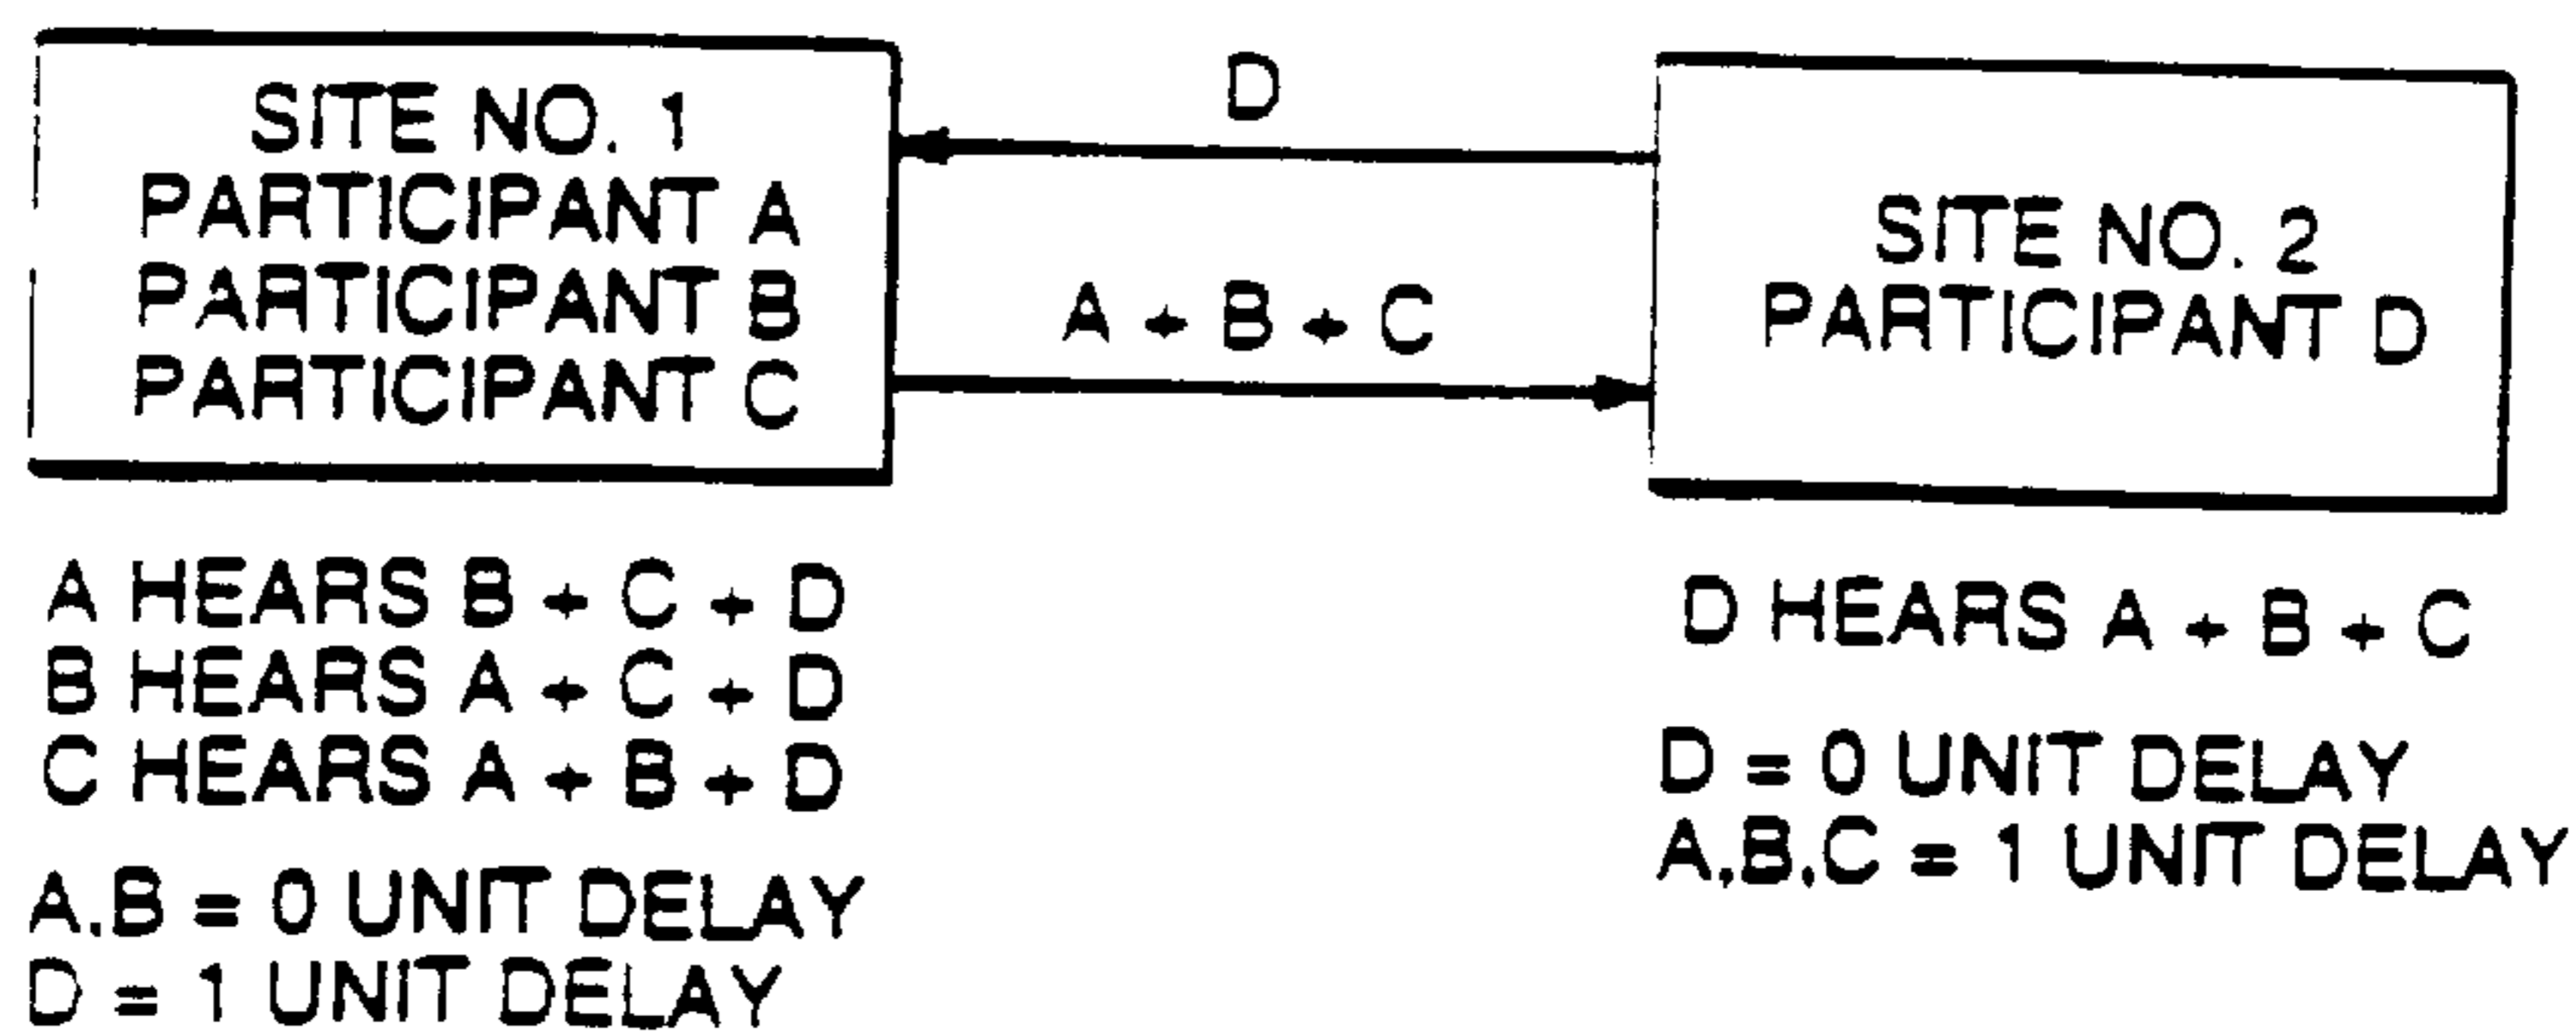 SITE NO. 1
PARTICIPANT A
PARTICIPANT B
PARTICIPANT C
D
A + B + C
SITE NO. 2
PARTICIPANT D
A HEARS B + C + D
B HEARS A + C + D
C HEARS A + B + D
A,B = 0 UNIT DELAY
D = 1 UNIT DELAY
D HEARS A + B + C
D = 0 UNIT DELAY
A,B,C = 1 UNIT DELAY